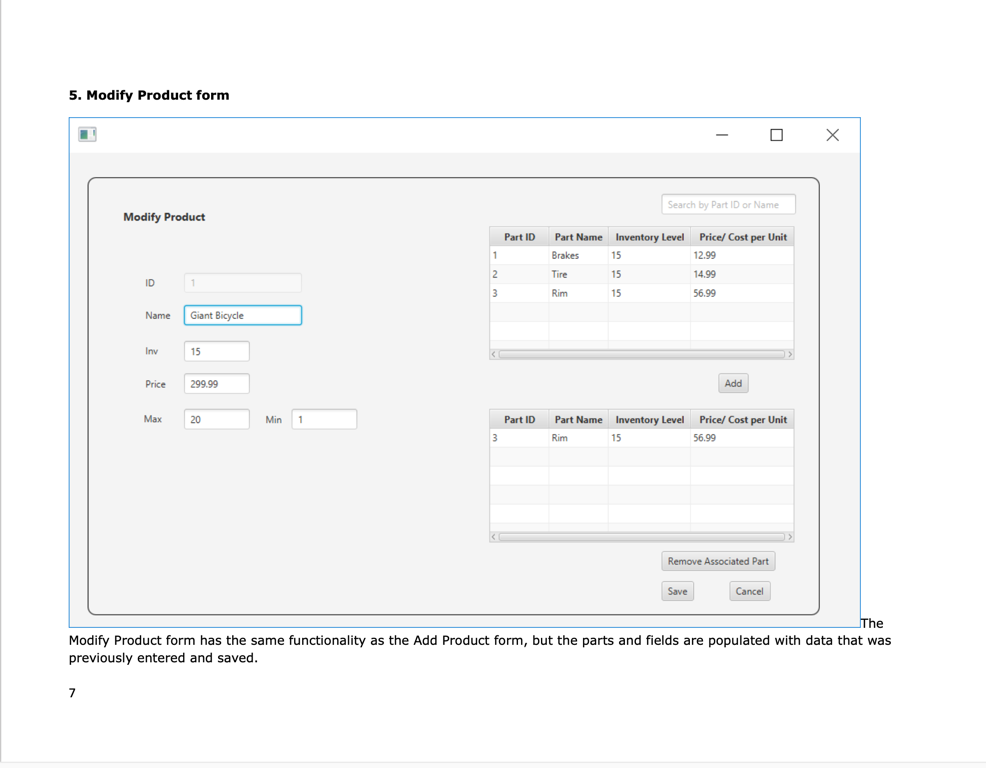 5. Modify Product form
Search by Part ID or Name
Modify Product
Part ID Part Name Inventory Level Price/ Cost per Unit
1 Brakes 15 12.99
2 Tire 15 14.99
3 Rim 15 56.99
ID 1
Name Giant Bicycle
Inv 15
Price 299.99
Max 20 Min 1
Add
Part ID Part Name Inventory Level Price/ Cost per Unit
3 Rim 15 56.99
Remove Associated Part
Save Cancel
The
Modify Product form has the same functionality as the Add Product form, but the parts and fields are populated with data that was
previously entered and saved.
7